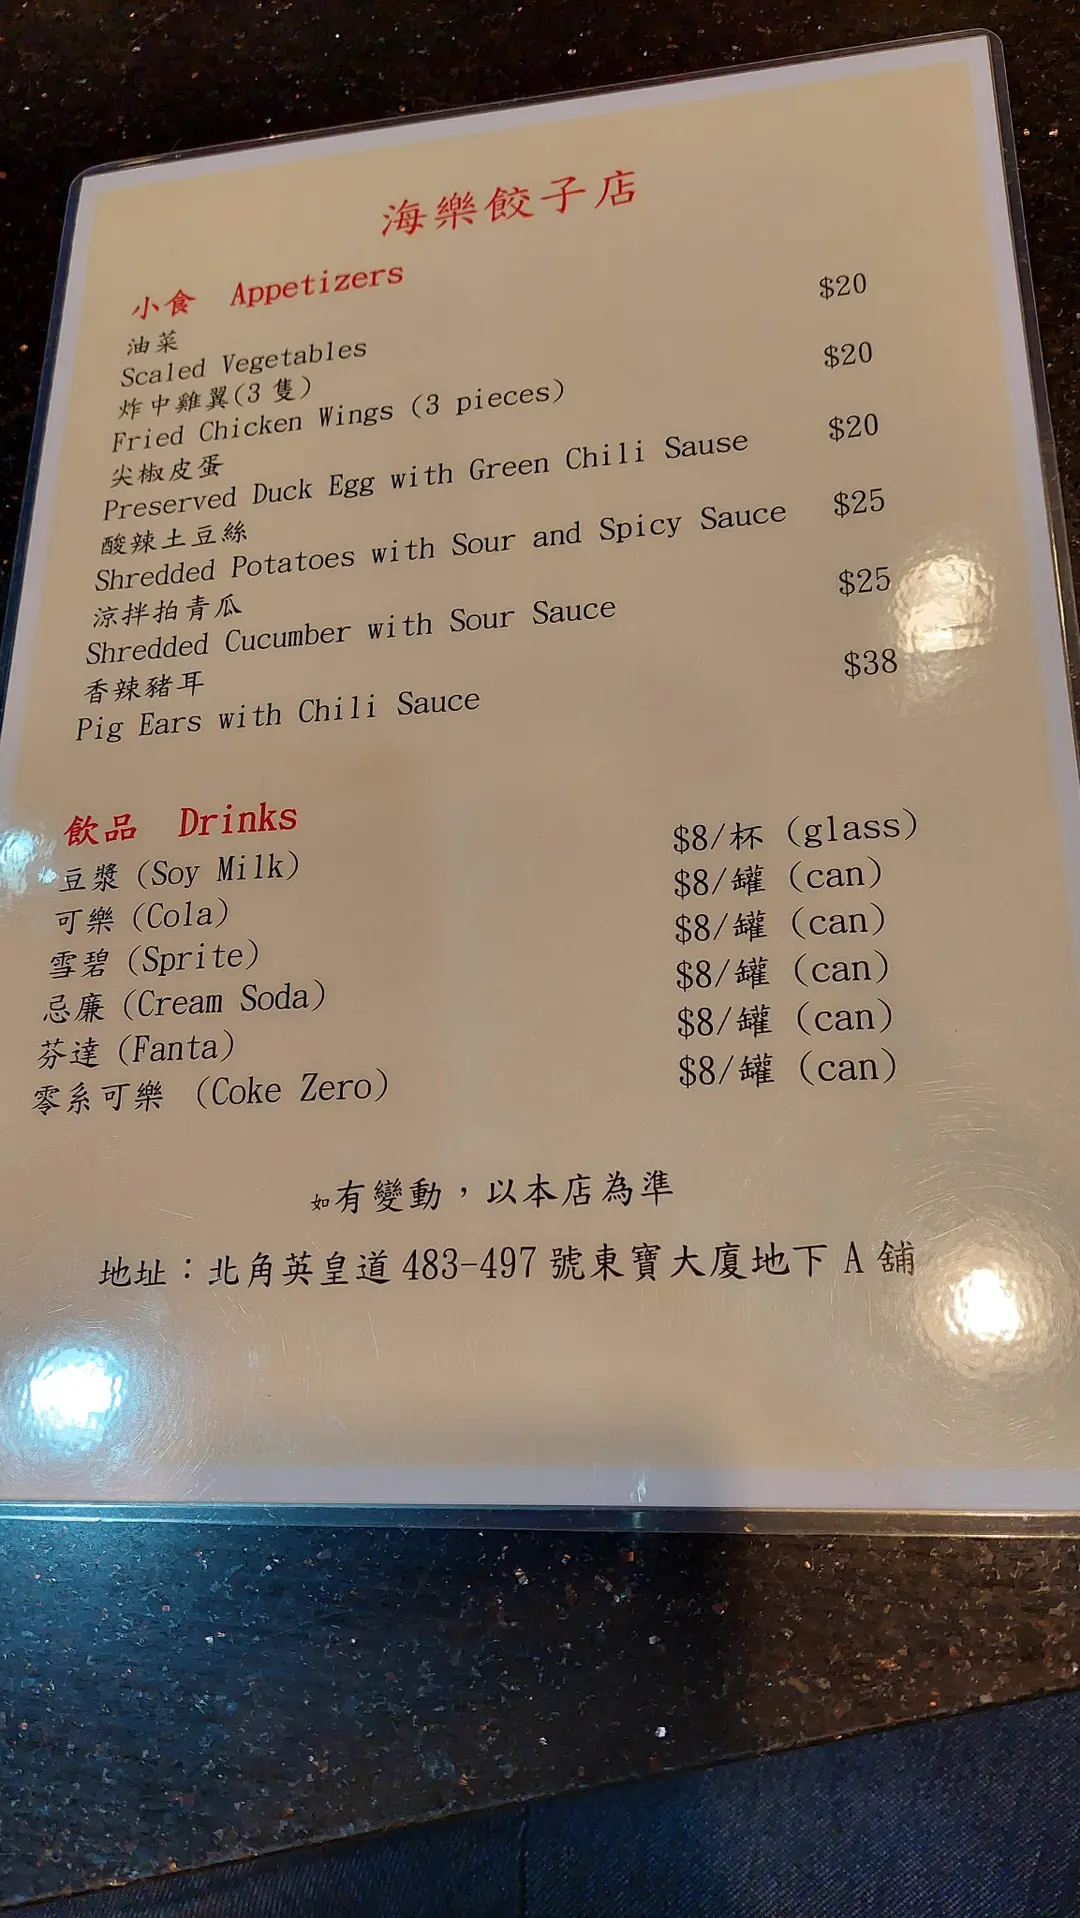 海樂餃子店
小食 Appetizers
油菜 $20
Scaled Vegetables
炸中雞翼(3 隻) $20
Fried Chicken Wings (3 pieces)
尖椒皮蛋 $20
Preserved Duck Egg with Green Chili Sause
酸辣土豆絲 $25
Shredded Potatoes with Sour and Spicy Sauce
涼拌拍青瓜 $25
Shredded Cucumber with Sour Sauce
香辣豬耳 $38
Pig Ears with Chili Sauce
飲品 Drinks
豆漿 (Soy Milk) $8/杯 (glass)
可樂 (Cola) $8/罐 (can)
雪碧 (Sprite) $8/罐 (can)
忌廉 (Cream Soda) $8/罐 (can)
芬達 (Fanta) $8/罐 (can)
零系可樂 (Coke Zero) $8/罐 (can)
如有變動，以本店為準
地址：北角英皇道 483-497 號東寶大廈地下 A 舖